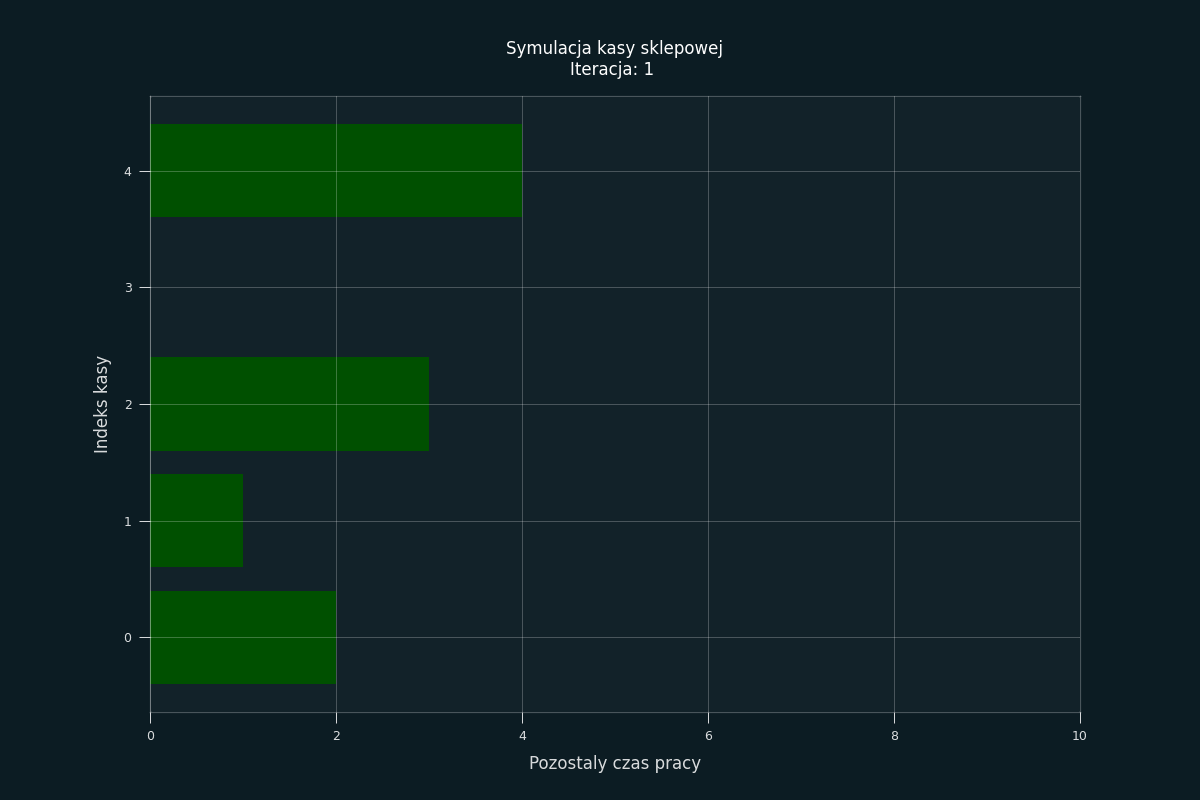 Symulacja kasy sklepowej
Iteracja: 1
4
3
2
1
0
Indeks kasy
0 2 4 6 8 10
Pozostaly czas pracy